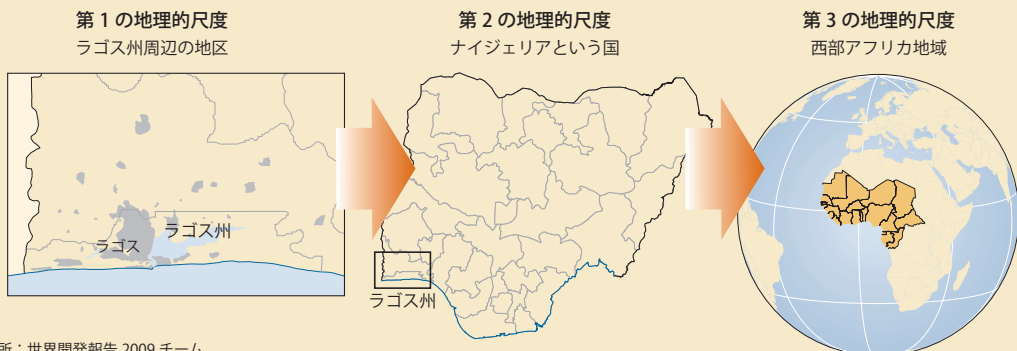 第 1 の地理的尺度
ラゴス州周辺の地区
第 2 の地理的尺度
ナイジェリアという国
第 3 の地理的尺度
西部アフリカ地域
ラゴス州
ラゴス
ラゴス州
所：世界開発報告 2009 チーム